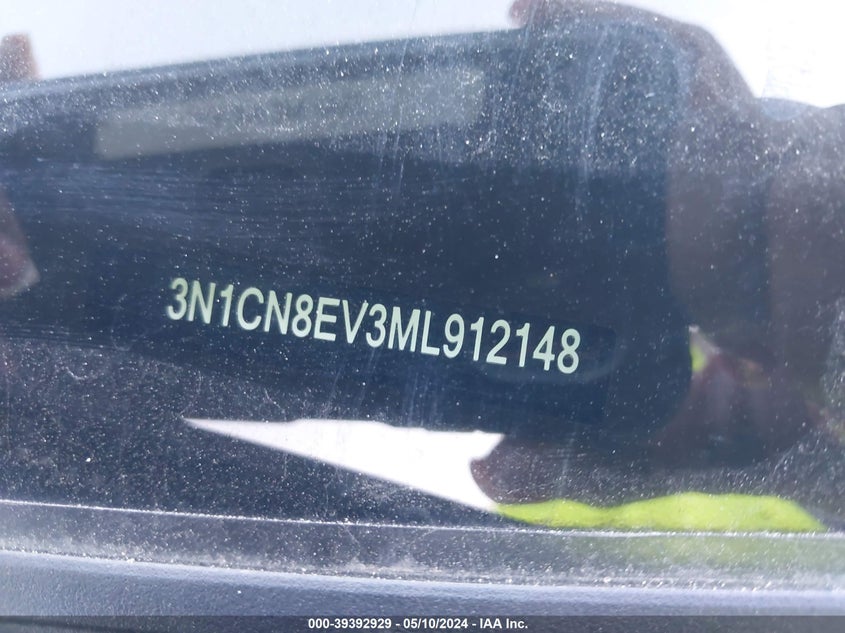 3N1CN8EV3ML912148
000-39392929 — 05/10/2024 — IAA Inc.